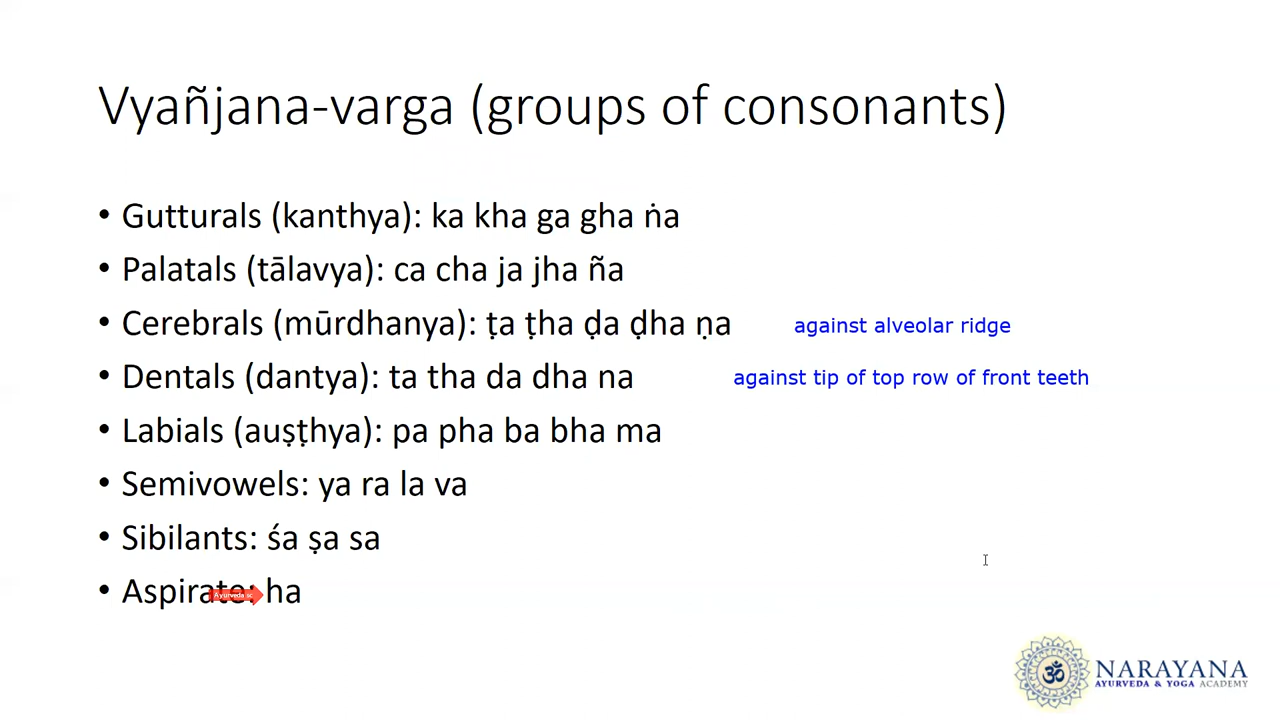 Vyañjana-varga (groups of consonants)
• Gutturals (kanthya): ka kha ga gha ṅa
• Palatals (tālavya): ca cha ja jha ña
• Cerebrals (mūrdhanya): ṭa ṭha ḍa ḍha ṇa against alveolar ridge
• Dentals (dantya): ta tha da dha na against tip of top row of front teeth
• Labials (auṣṭhya): pa pha ba bha ma
• Semivowels: ya ra la va
• Sibilants: śa ṣa sa
• Aspirate: ha
Ayurveda sc
ॐ NARAYANA
AYURVEDA & YOGA ACADEMY